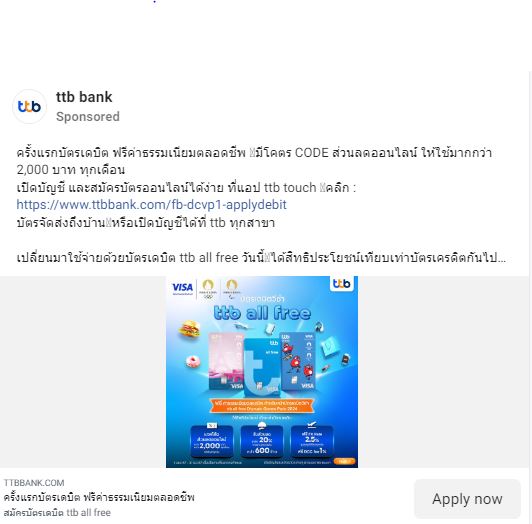 ttb bank
Sponsored
ครั้งแรกบัตรเดบิต ฟรีค่าธรรมเนียมตลอดชีพ มีโคตร CODE ส่วนลดออนไลน์ ให้ใช้มากกว่า
2,000 บาท ทุกเดือน
เปิดบัญชี และสมัครบัตรออนไลน์ได้ง่าย ที่แอป ttb touch คลิก :
https://www.ttbbank.com/fb-dcvp1-applydebit
บัตรจัดส่งถึงบ้าน หรือเปิดบัญชีได้ที่ ttb ทุกสาขา
เปลี่ยนมาใช้จ่ายด้วยบัตรเดบิต ttb all free วันนี้ ได้สิทธิประโยชน์เทียบเท่าบัตรเครดิตกันไป...
VISA
ttb
บัตรเดบิตวีซ่า
ttb all free
VISA
VISA
2,000
20%
600
2.5%
1%
TTBBANK.COM
ครั้งแรกบัตรเดบิต ฟรีค่าธรรมเนียมตลอดชีพ
สมัครบัตรเดบิต ttb all free
Apply now